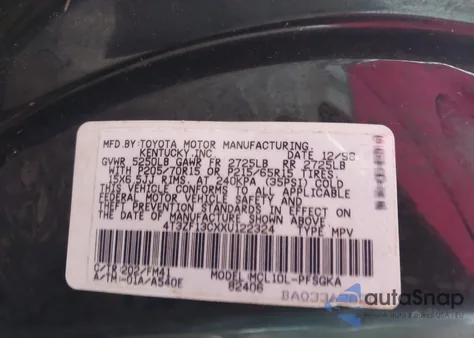 MFD.BY:TOYOTA MOTOR MANUFACTURING,
KENTUCKY,INC. DATE 12/98
GVWR 5250LB GAWR FR 2725LB RR 2725LB
WITH P205/70R15 OR P215/65R15 TIRES,
15X6.5JJ RIMS, AT 240KPA (35PSI) COLD
THIS VEHICLE CONFORMS TO ALL APPLICABLE
FEDERAL MOTOR VEHICLE SAFETY AND
THEFT PREVENTION STANDARDS IN EFFECT ON
THE DATE OF MANUFACTURE SHOWN ABOVE
4T3ZF13CXXU122324 TYPE MPV
C/TR:202/FM41 MODEL:MCL10L-PFSGKA
A/TM:-01A/A540E 82406
BA033A
autaSnap